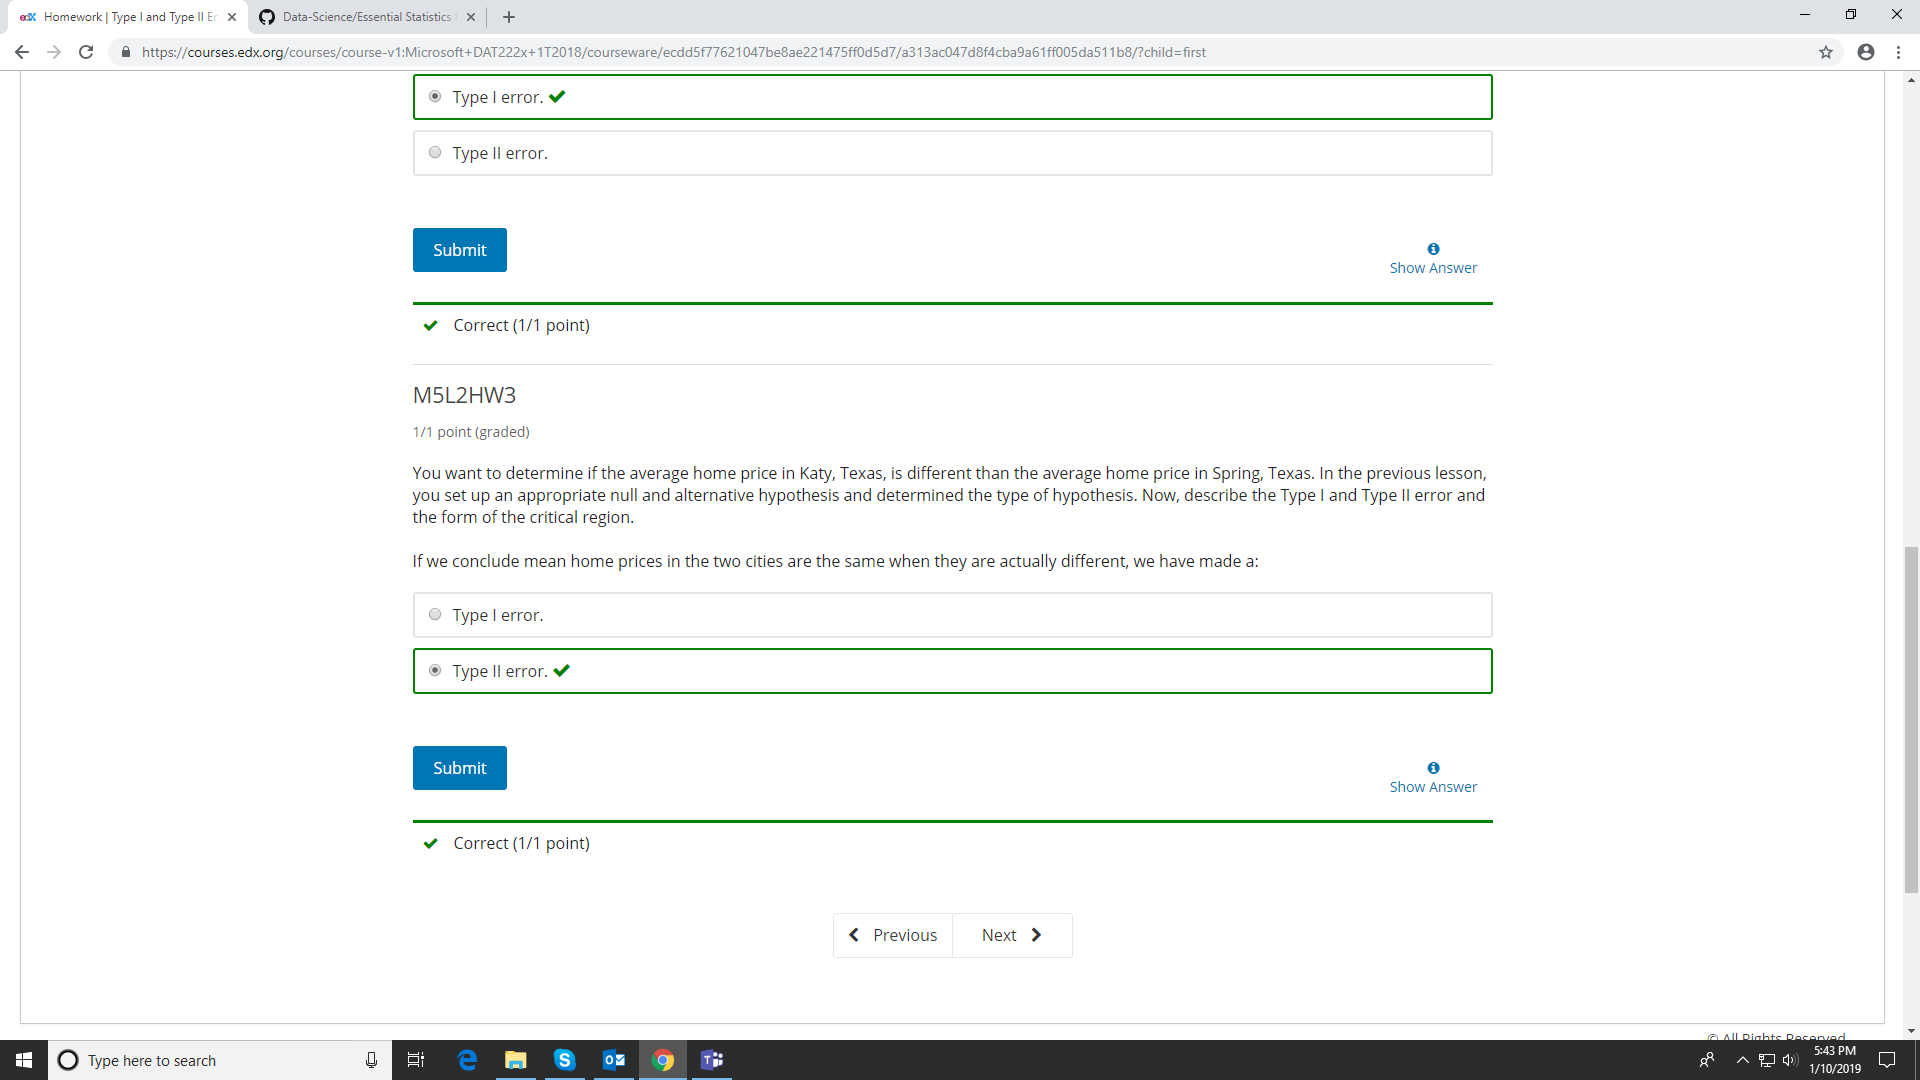 edX Homework | Type I and Type II Er
Data-Science/Essential Statistics
https://courses.edx.org/courses/course-v1:Microsoft+DAT222x+1T2018/courseware/ecdd5f77621047be8ae221475ff0d5d7/a313ac047d8f4cba9a61ff005da511b8/?child=first
Type I error.
Type II error.
Submit
Show Answer
Correct (1/1 point)
M5L2HW3
1/1 point (graded)
You want to determine if the average home price in Katy, Texas, is different than the average home price in Spring, Texas. In the previous lesson,
you set up an appropriate null and alternative hypothesis and determined the type of hypothesis. Now, describe the Type I and Type II error and
the form of the critical region.
If we conclude mean home prices in the two cities are the same when they are actually different, we have made a:
Type I error.
Type II error.
Submit
Show Answer
Correct (1/1 point)
Previous
Next
© All Rights Reserved
Type here to search
5:43 PM
1/10/2019